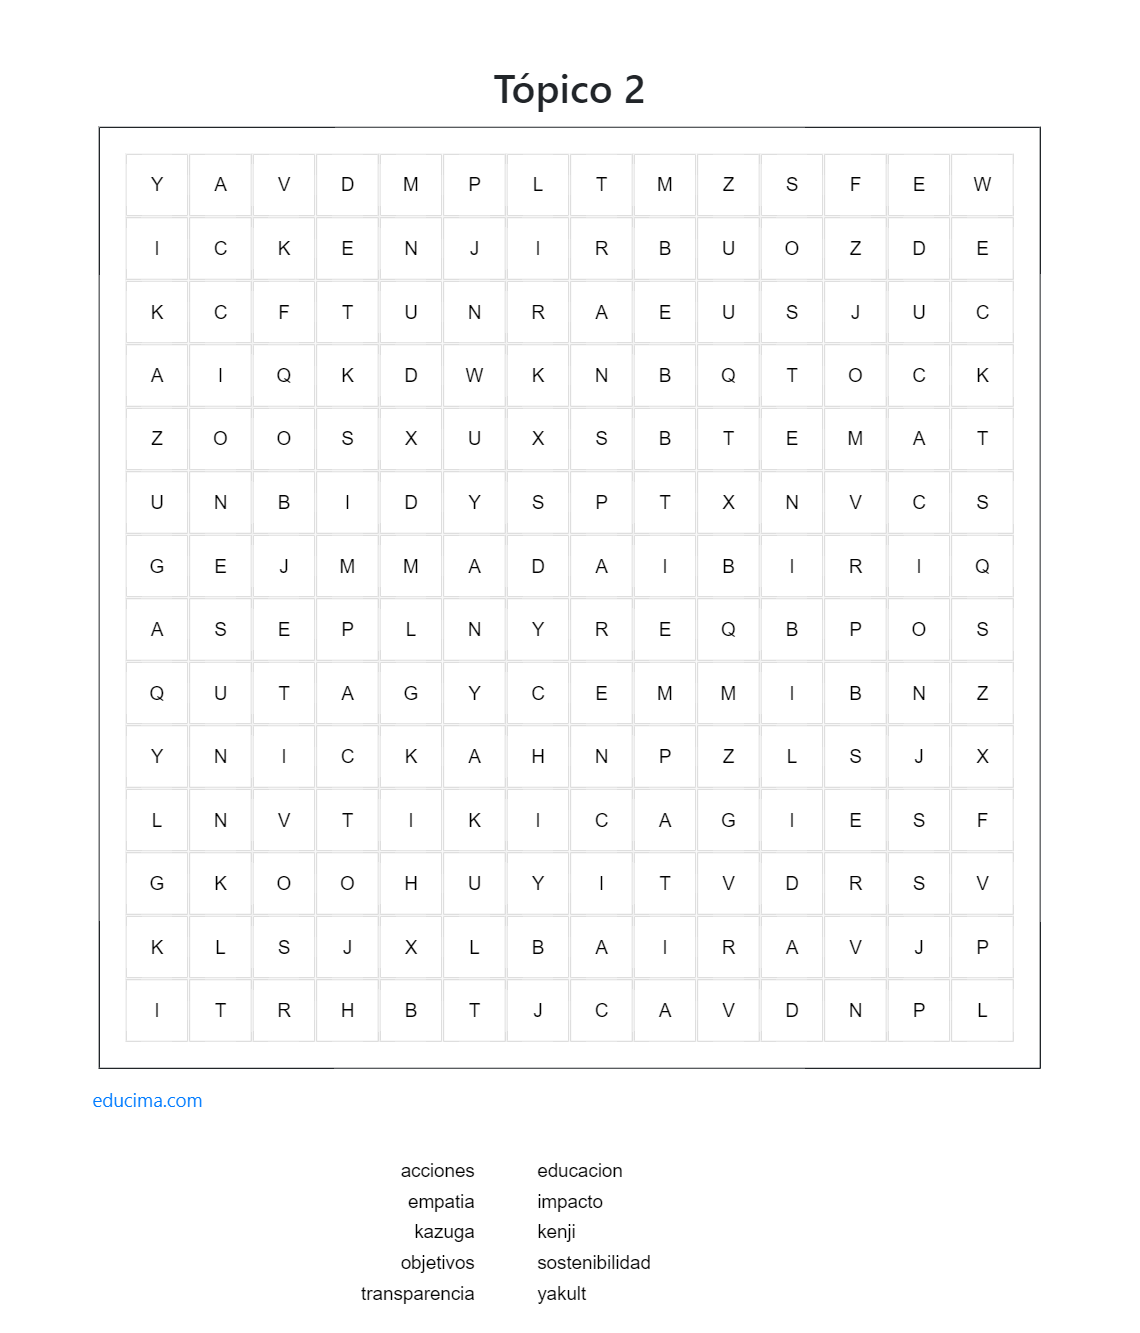 Tópico 2
Y A V D M P L T M Z S F E W
I C K E N J I R B U O Z D E
K C F T U N R A E U S J U C
A I Q K D W K N B Q T O C K
Z O O S X U X S B T E M A T
U N B I D Y S P T X N V C S
G E J M M A D A I B I R I Q
A S E P L N Y R E Q B P O S
Q U T A G Y C E M M I B N Z
Y N I C K A H N P Z L S J X
L N V T I K I C A G I E S F
G K O O H U Y I T V D R S V
K L S J X L B A I R A V J P
I T R H B T J C A V D N P L
educima.com
acciones educacion
empatia impacto
kazuga kenji
objetivos sostenibilidad
transparencia yakult